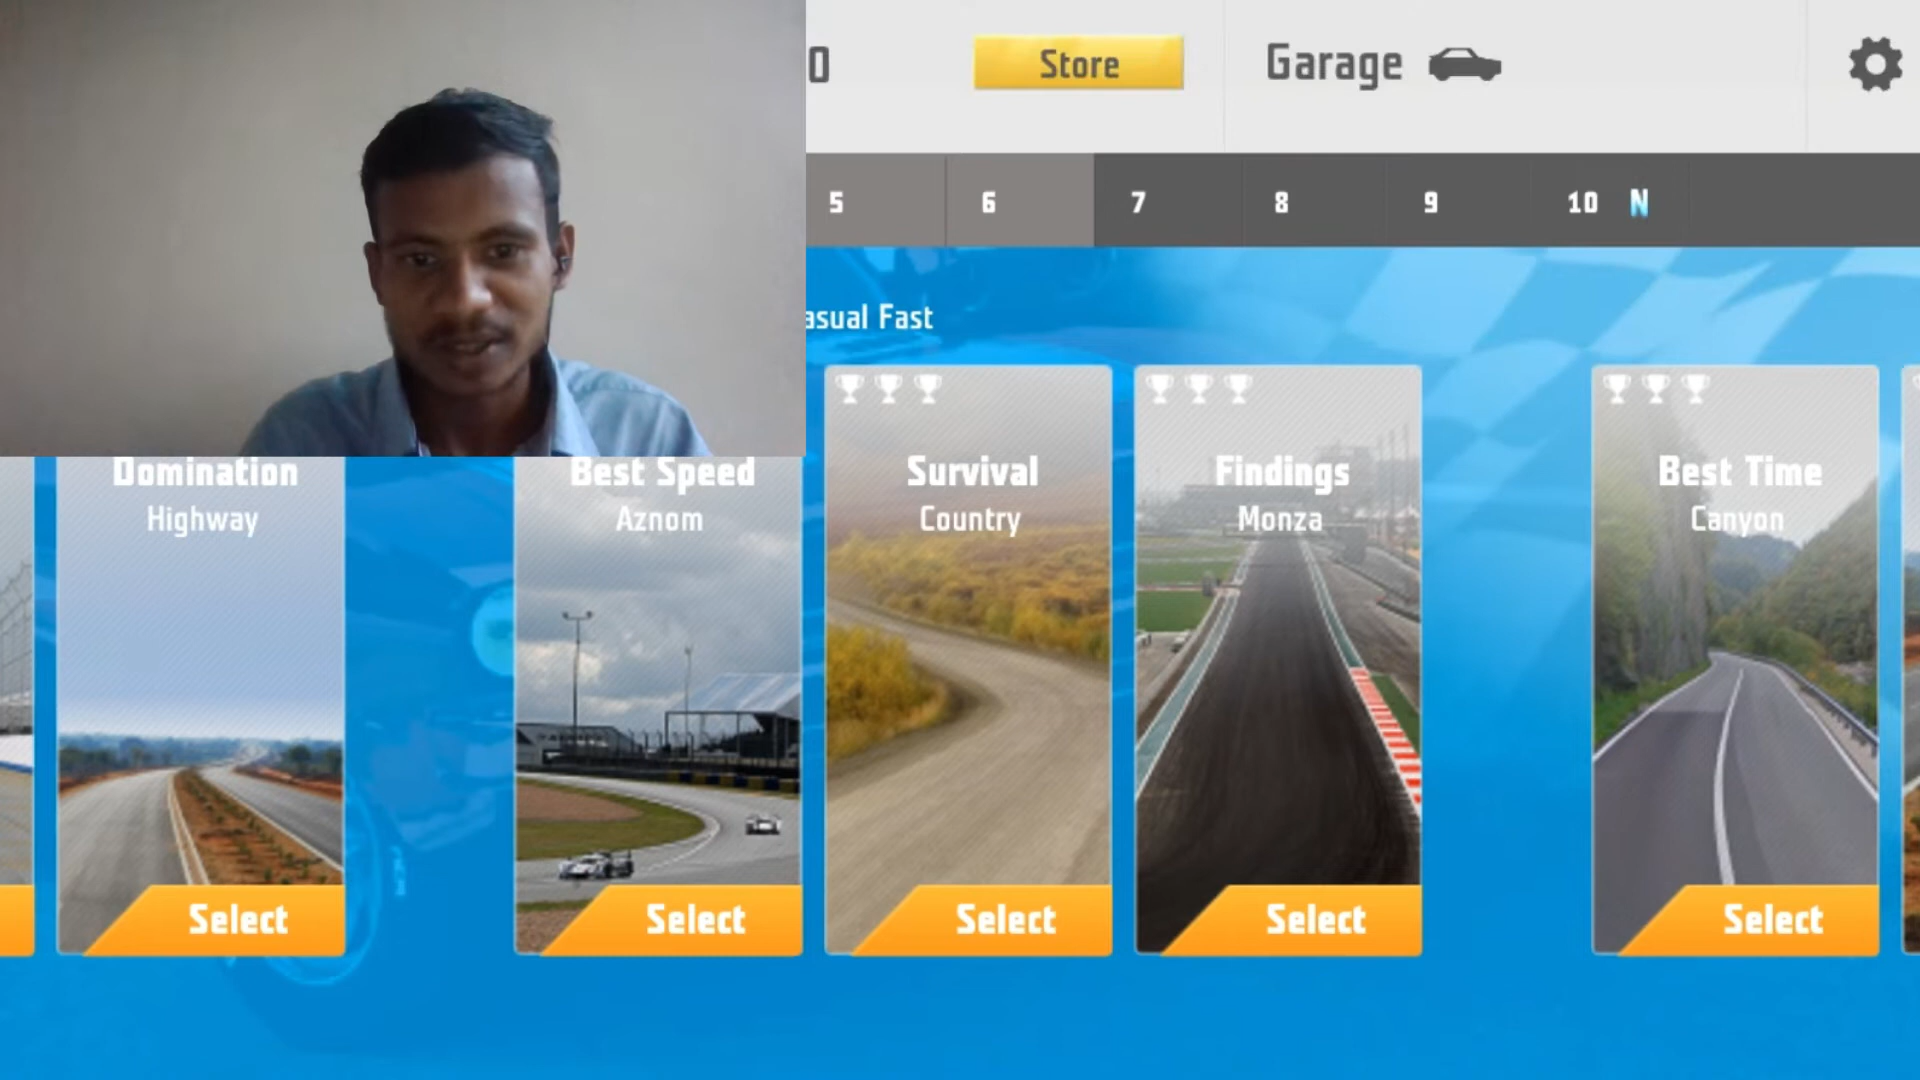 0
Store
Garage
5 6 7 8 9 10 N
asual Fast
Domination
Highway
Best Speed
Aznom
Survival
Country
Findings
Monza
Best Time
Canyon
Select
Select
Select
Select
Select